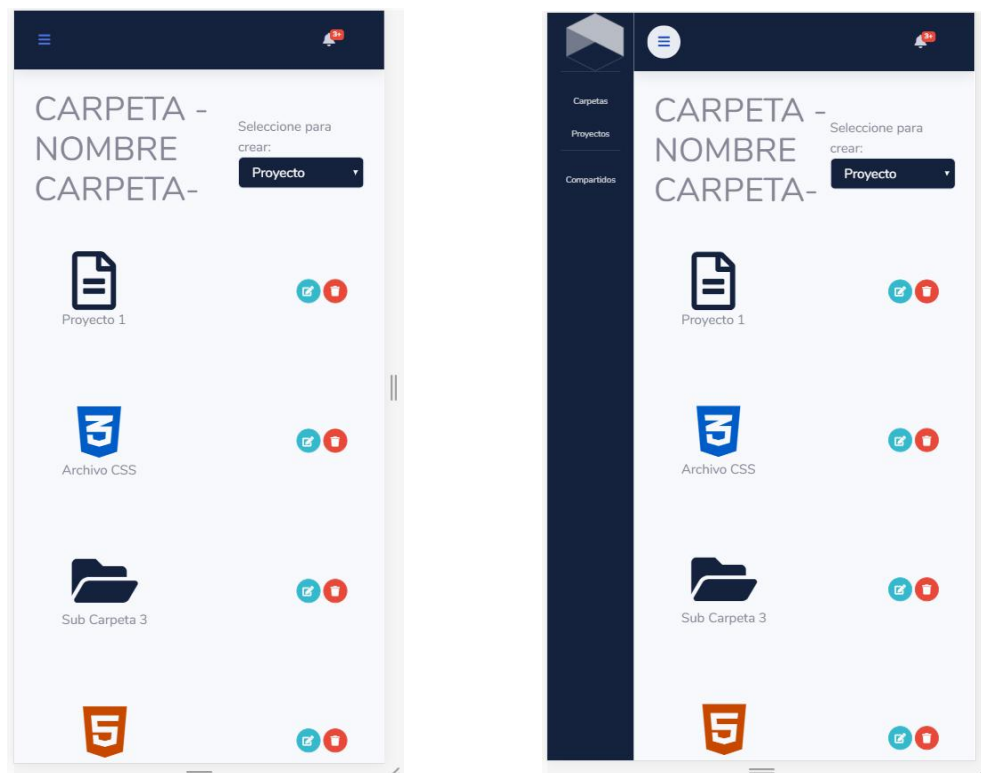 3+
CARPETA -
NOMBRE
CARPETA-
Seleccione para
crear:
Proyecto
Proyecto 1
Archivo CSS
Sub Carpeta 3
3+
Carpetas
Proyectos
Compartidos
CARPETA -
NOMBRE
CARPETA-
Seleccione para
crear:
Proyecto
Proyecto 1
Archivo CSS
Sub Carpeta 3